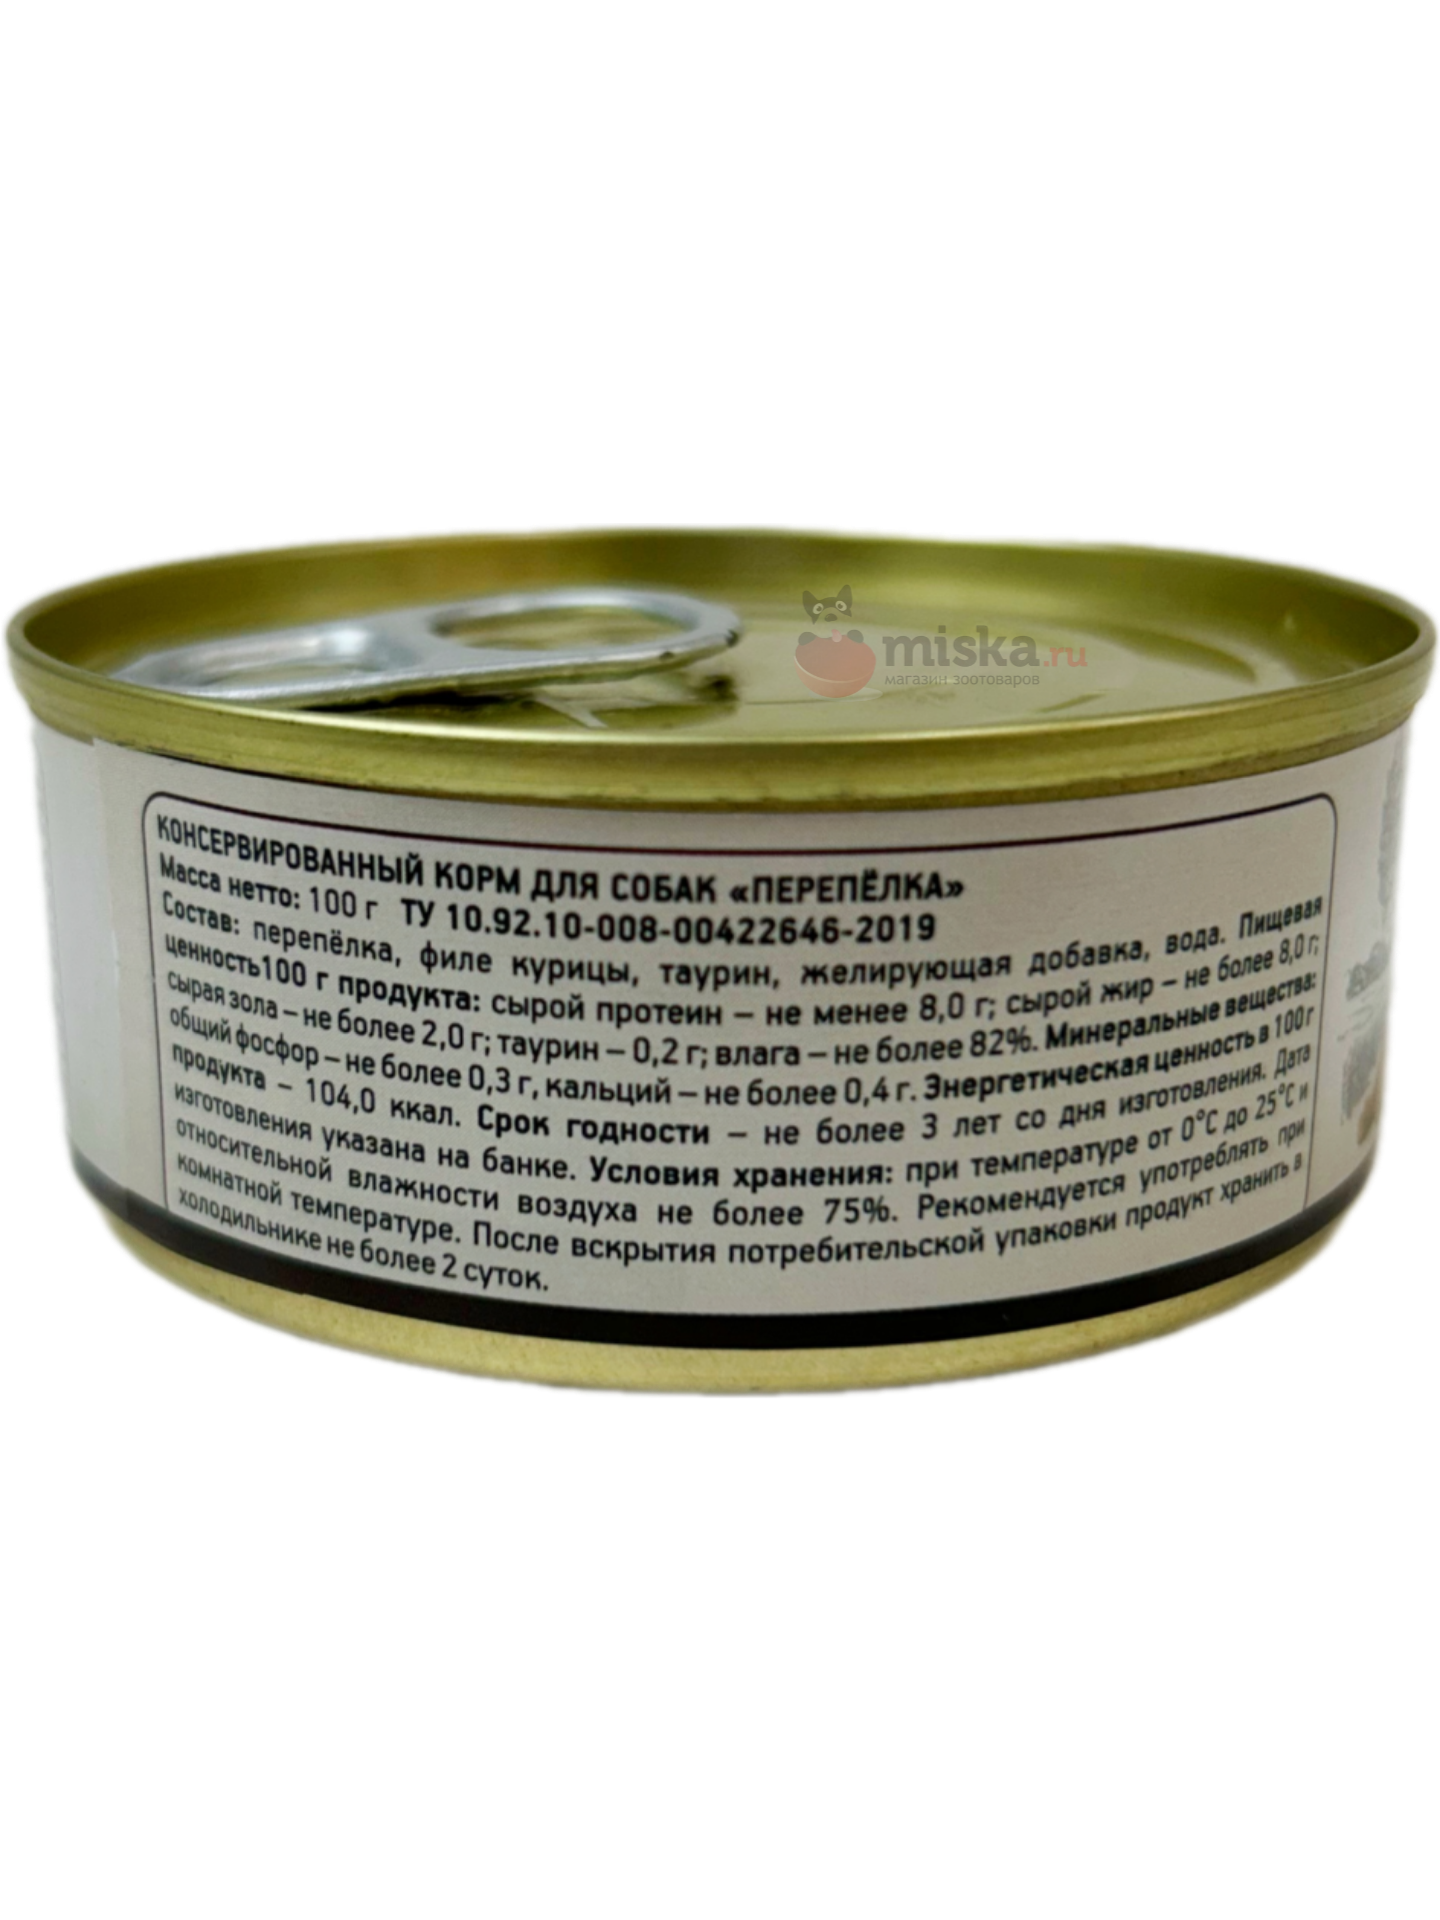 miska.ru
магазин зоотоваров
КОНСЕРВИРОВАННЫЙ КОРМ ДЛЯ СОБАК «ПЕРЕПЁЛКА»
Масса нетто: 100 г ТУ 10.92.10-008-00422646-2019
Состав: перепёлка, филе курицы, таурин, желирующая добавка, вода. Пищевая
ценность100 г продукта: сырой протеин – не менее 8,0 г; сырой жир – не более 8,0 г;
сырая зола – не более 2,0 г; таурин – 0,2 г; влага – не более 82%. Минеральные вещества:
общий фосфор – не более 0,3 г, кальций – не более 0,4 г. Энергетическая ценность в 100 г
продукта – 104,0 ккал. Срок годности – не более 3 лет со дня изготовления. Дата
изготовления указана на банке. Условия хранения: при температуре от 0°С до 25°С и
относительной влажности воздуха не более 75%. Рекомендуется употреблять при
комнатной температуре. После вскрытия потребительской упаковки продукт хранить в
холодильнике не более 2 суток.